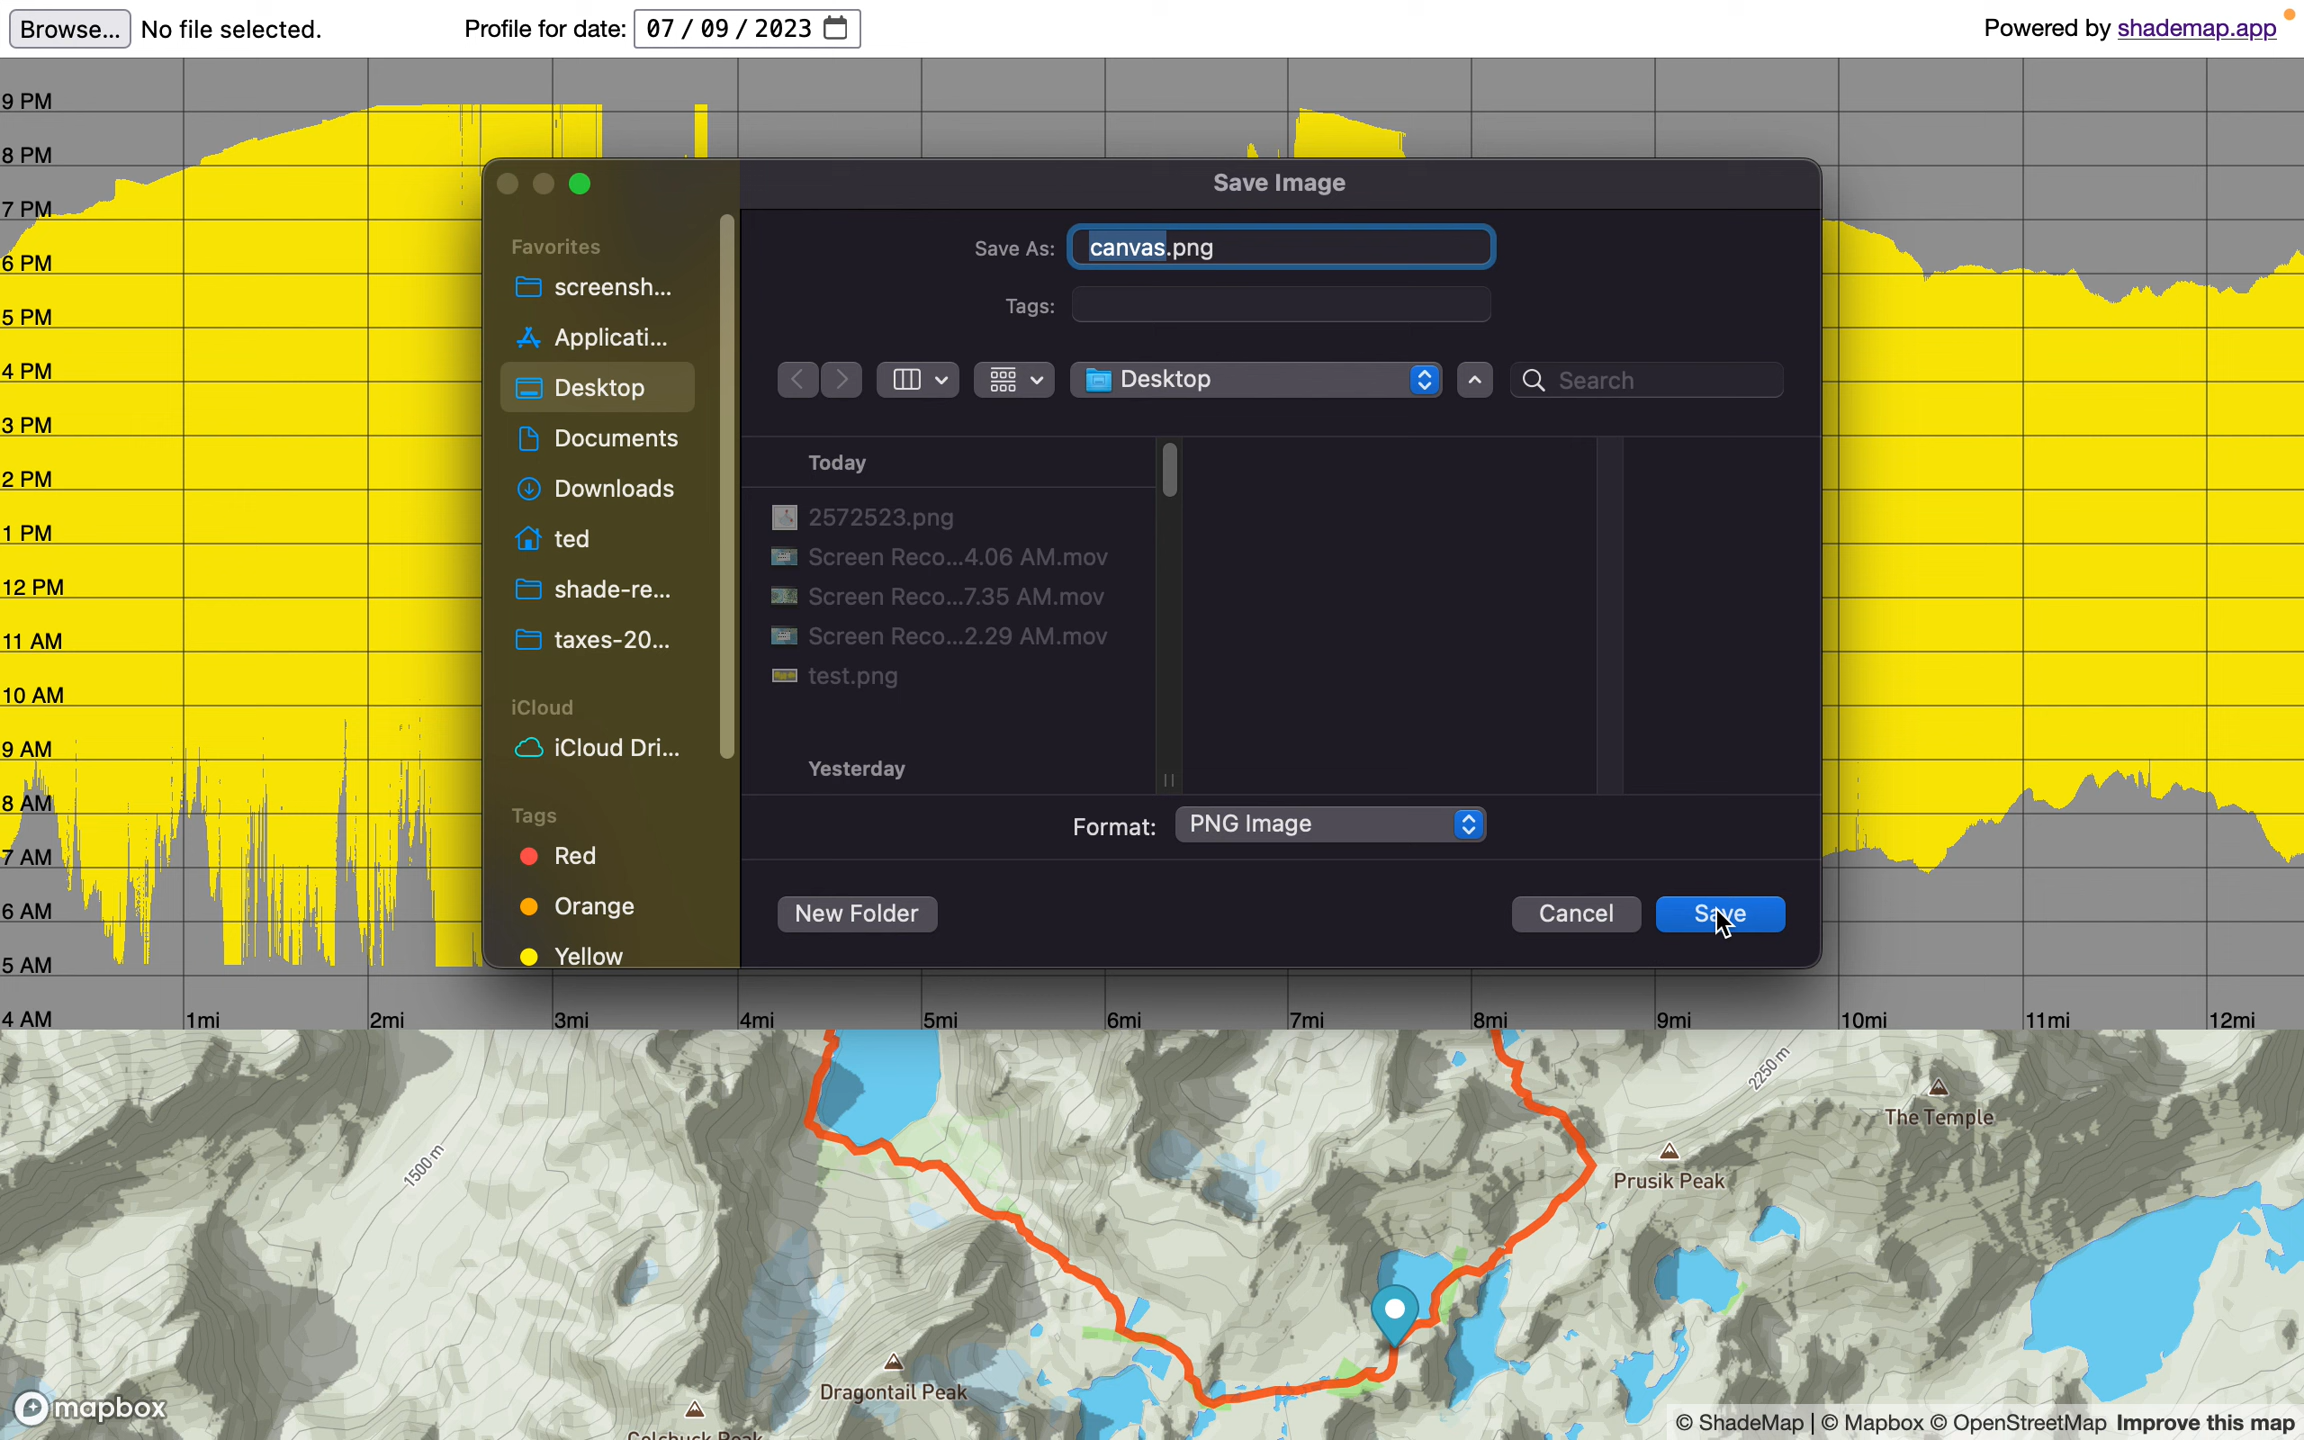 Browse... No file selected. Profile for date: 07 / 09 / 2023 Powered by shademap.app
9 PM
8 PM
7 PM
6 PM
5 PM
4 PM
3 PM
2 PM
1 PM
12 PM
11 AM
10 AM
9 AM
8 AM
7 AM
6 AM
5 AM
4 AM
1mi 2mi 3mi 4mi 5mi 6mi 7mi 8mi 9mi 10mi 11mi 12mi
Save Image
Favorites
screensh...
Applicati...
Desktop
Documents
Downloads
ted
shade-re...
taxes-20...
iCloud
iCloud Dri...
Tags
Red
Orange
Yellow
Save As: canvas.png
Tags:
Desktop
Search
Today
2572523.png
Screen Reco...4.06 AM.mov
Screen Reco...7.35 AM.mov
Screen Reco...2.29 AM.mov
test.png
Yesterday
Format: PNG Image
New Folder Cancel Save
1500 m
2250 m
The Temple
Prusik Peak
Dragontail Peak
Colchuck Peak
mapbox
© ShadeMap | © Mapbox © OpenStreetMap Improve this map